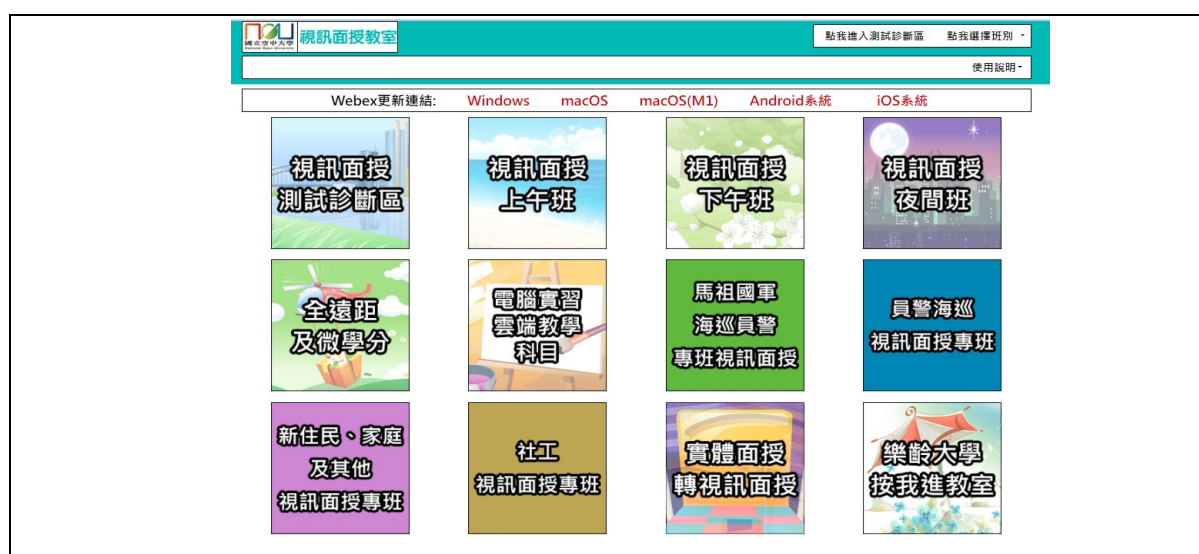 國立空中大學
National Open University
視訊面授教室
點我進入測試診斷區 點我選擇班別
使用說明
Webex更新連結: Windows macOS macOS(M1) Android系統 iOS系統
視訊面授
測試診斷區
視訊面授
上午班
視訊面授
下午班
視訊面授
夜間班
全遠距
及微學分
電腦實習
雲端教學
科目
馬祖國軍
海巡員警
專班視訊面授
員警海巡
視訊面授專班
新住民、家庭
及其他
視訊面授專班
社工
視訊面授專班
實體面授
轉視訊面授
樂齡大學
按我進教室